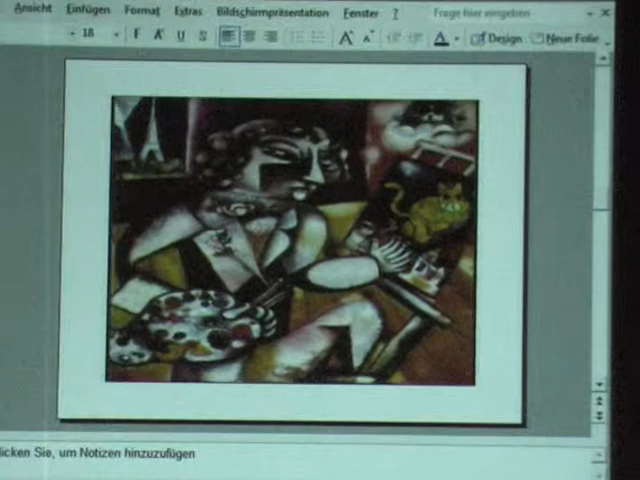 Ansicht Einfügen Format Extras Bildschirmpräsentation Fenster ? Frage hier eingeben
18 F K U S A A A Design Neue Folie
licken Sie, um Notizen hinzuzufügen